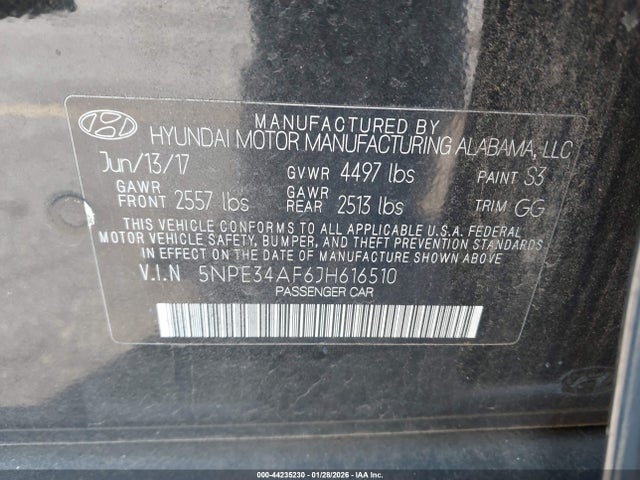 MANUFACTURED BY
HYUNDAI MOTOR MANUFACTURING ALABAMA, LLC
Jun/13/17 GVWR 4497 lbs PAINT S3
GAWR FRONT 2557 lbs GAWR REAR 2513 lbs TRIM GG
THIS VEHICLE CONFORMS TO ALL APPLICABLE U.S.A. FEDERAL
MOTOR VEHICLE SAFETY, BUMPER, AND THEFT PREVENTION STANDARDS
IN EFFECT ON THE DATE OF MANUFACTURE SHOWN ABOVE.
V.I.N 5NPE34AF6JH616510
PASSENGER CAR
000-44235230 - 01/28/2026 - IAA Inc.